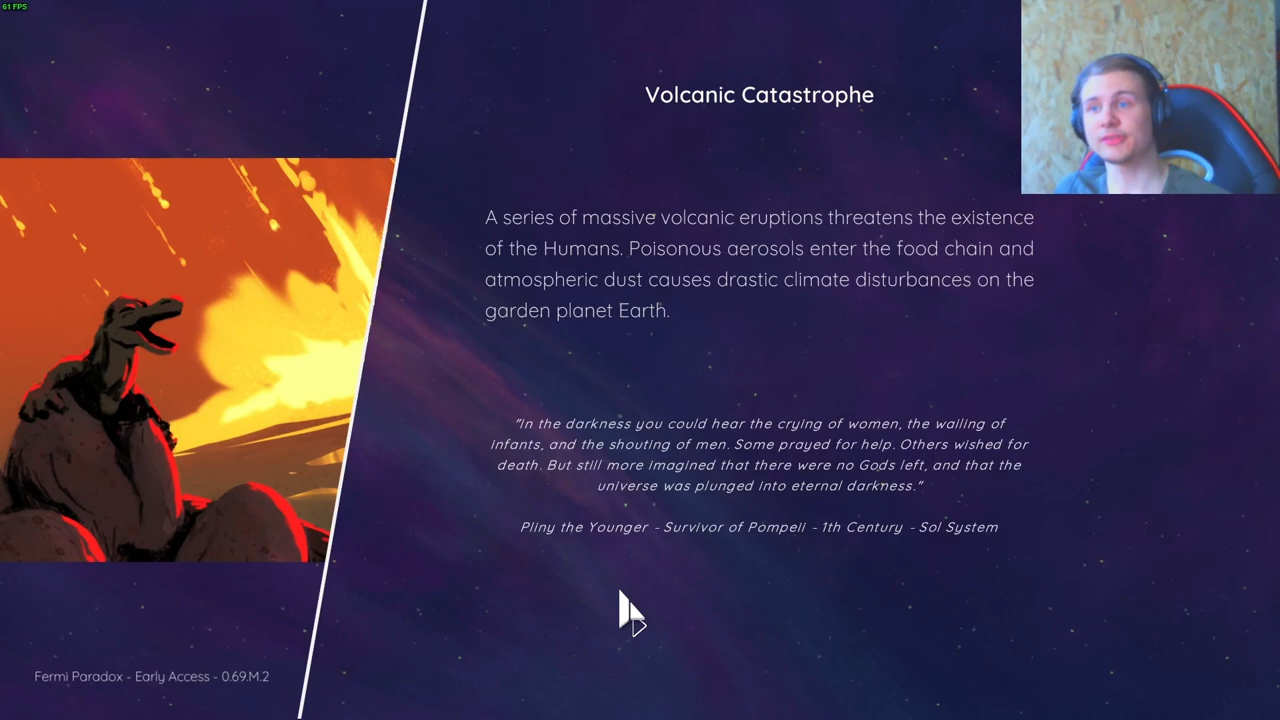 61 FPS
Volcanic Catastrophe
A series of massive volcanic eruptions threatens the existence
of the Humans. Poisonous aerosols enter the food chain and
atmospheric dust causes drastic climate disturbances on the
garden planet Earth.
"In the darkness you could hear the crying of women, the wailing of
infants, and the shouting of men. Some prayed for help. Others wished for
death. But still more imagined that there were no Gods left, and that the
universe was plunged into eternal darkness."
Pliny the Younger - Survivor of Pompeii - 1th Century - Sol System
Fermi Paradox - Early Access - 0.69.M.2